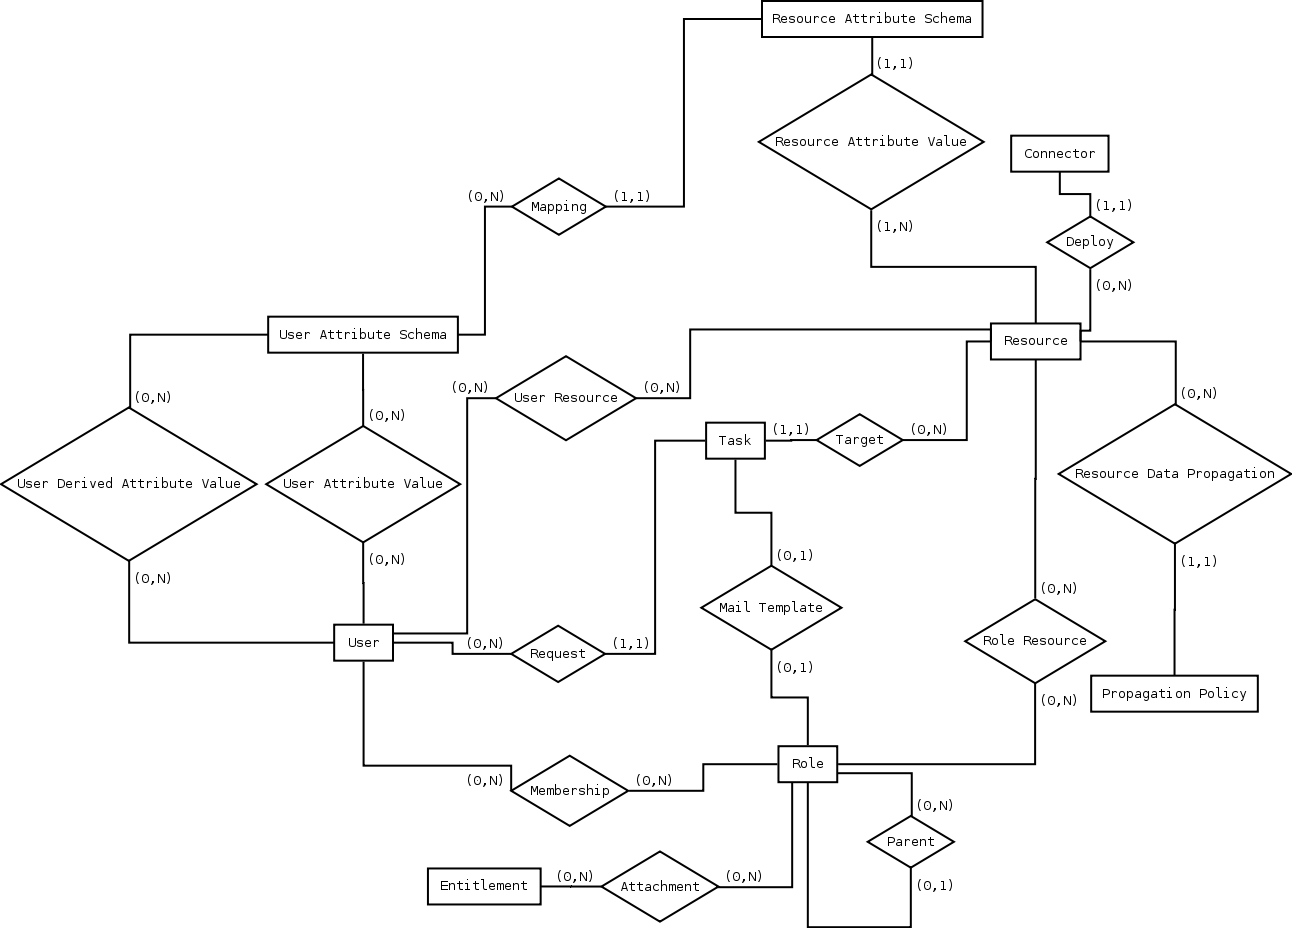 Resource Attribute Schema
(1,1)
Resource Attribute Value
Connector
(0,N)
Mapping
(1,1)
(1,1)
(1,N)
Deploy
(0,N)
User Attribute Schema
Resource
(0,N)
(0,N)
(0,N)
User Resource
(0,N)
(0,N)
Task
(1,1)
Target
(0,N)
User Derived Attribute Value
User Attribute Value
Resource Data Propagation
(0,N)
(0,N)
(0,1)
(1,1)
(0,N)
Mail Template
User
(0,N)
Request
(1,1)
Role Resource
(0,1)
(0,N)
Propagation Policy
Role
(0,N)
Membership
(0,N)
(0,N)
Parent
(0,1)
Entitlement
(0,N)
Attachment
(0,N)